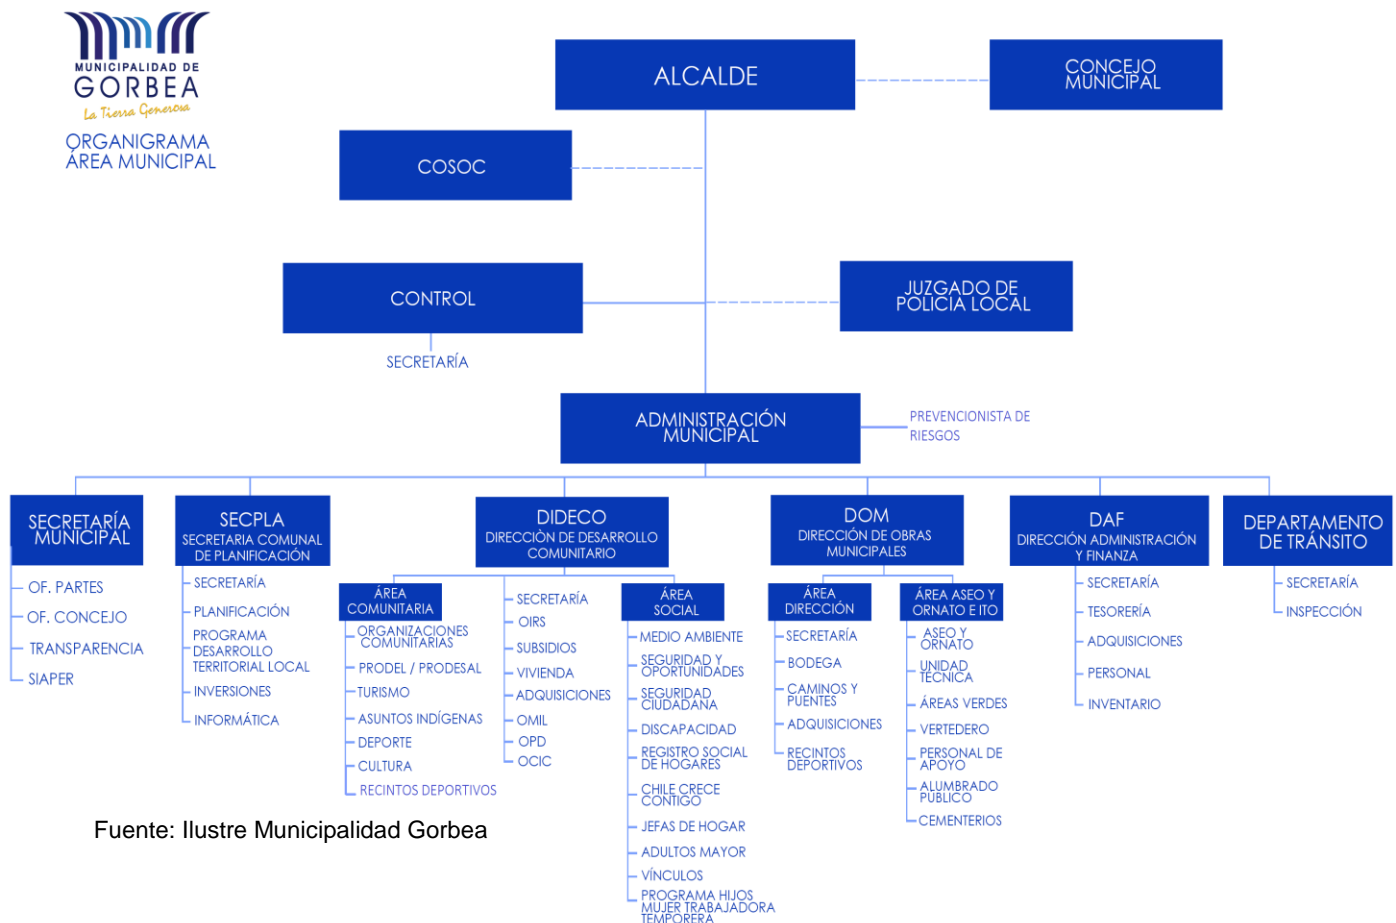 MUNICIPALIDAD DE
GORBEA
La Tierra Generosa
ORGANIGRAMA
ÁREA MUNICIPAL
ALCALDE
CONCEJO
MUNICIPAL
COSOC
CONTROL
SECRETARÍA
JUZGADO DE
POLICIA LOCAL
ADMINISTRACIÓN
MUNICIPAL
PREVENCIONISTA DE
RIESGOS
SECRETARÍA
MUNICIPAL
OF. PARTES
OF. CONCEJO
TRANSPARENCIA
SIAPER
SECPLA
SECRETARIA COMUNAL
DE PLANIFICACIÓN
SECRETARÍA
PLANIFICACIÓN
PROGRAMA
DESARROLLO
TERRITORIAL LOCAL
INVERSIONES
INFORMÁTICA
DIDECO
DIRECCIÒN DE DESARROLLO
COMUNITARIO
ÁREA
COMUNITARIA
ORGANIZACIONES
COMUNITARIAS
PRODEL / PRODESAL
TURISMO
ASUNTOS INDÍGENAS
DEPORTE
CULTURA
RECINTOS DEPORTIVOS
SECRETARÍA
OIRS
SUBSIDIOS
VIVIENDA
ADQUISICIONES
OMIL
OPD
OCIC
ÁREA
SOCIAL
MEDIO AMBIENTE
SEGURIDAD Y
OPORTUNIDADES
SEGURIDAD
CIUDADANA
DISCAPACIDAD
REGISTRO SOCIAL
DE HOGARES
CHILE CRECE
CONTIGO
JEFAS DE HOGAR
ADULTOS MAYOR
VÍNCULOS
PROGRAMA HIJOS
MUJER TRABAJADORA
TEMPORERA
DOM
DIRECCIÓN DE OBRAS
MUNICIPALES
ÁREA
DIRECCIÓN
SECRETARÍA
BODEGA
CAMINOS Y
PUENTES
ADQUISICIONES
RECINTOS
DEPORTIVOS
ÁREA ASEO Y
ORNATO E ITO
ASEO Y
ORNATO
UNIDAD
TÉCNICA
ÁREAS VERDES
VERTEDERO
PERSONAL DE
APOYO
ALUMBRADO
PÚBLICO
CEMENTERIOS
DAF
DIRECCIÓN ADMINISTRACIÓN
Y FINANZA
SECRETARÍA
TESORERÍA
ADQUISICIONES
PERSONAL
INVENTARIO
DEPARTAMENTO
DE TRÁNSITO
SECRETARÍA
INSPECCIÓN
Fuente: Ilustre Municipalidad Gorbea